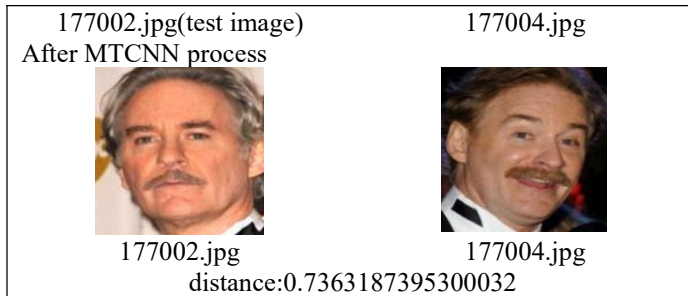 177002.jpg(test image) 177004.jpg
After MTCNN process
177002.jpg 177004.jpg
distance:0.7363187395300032